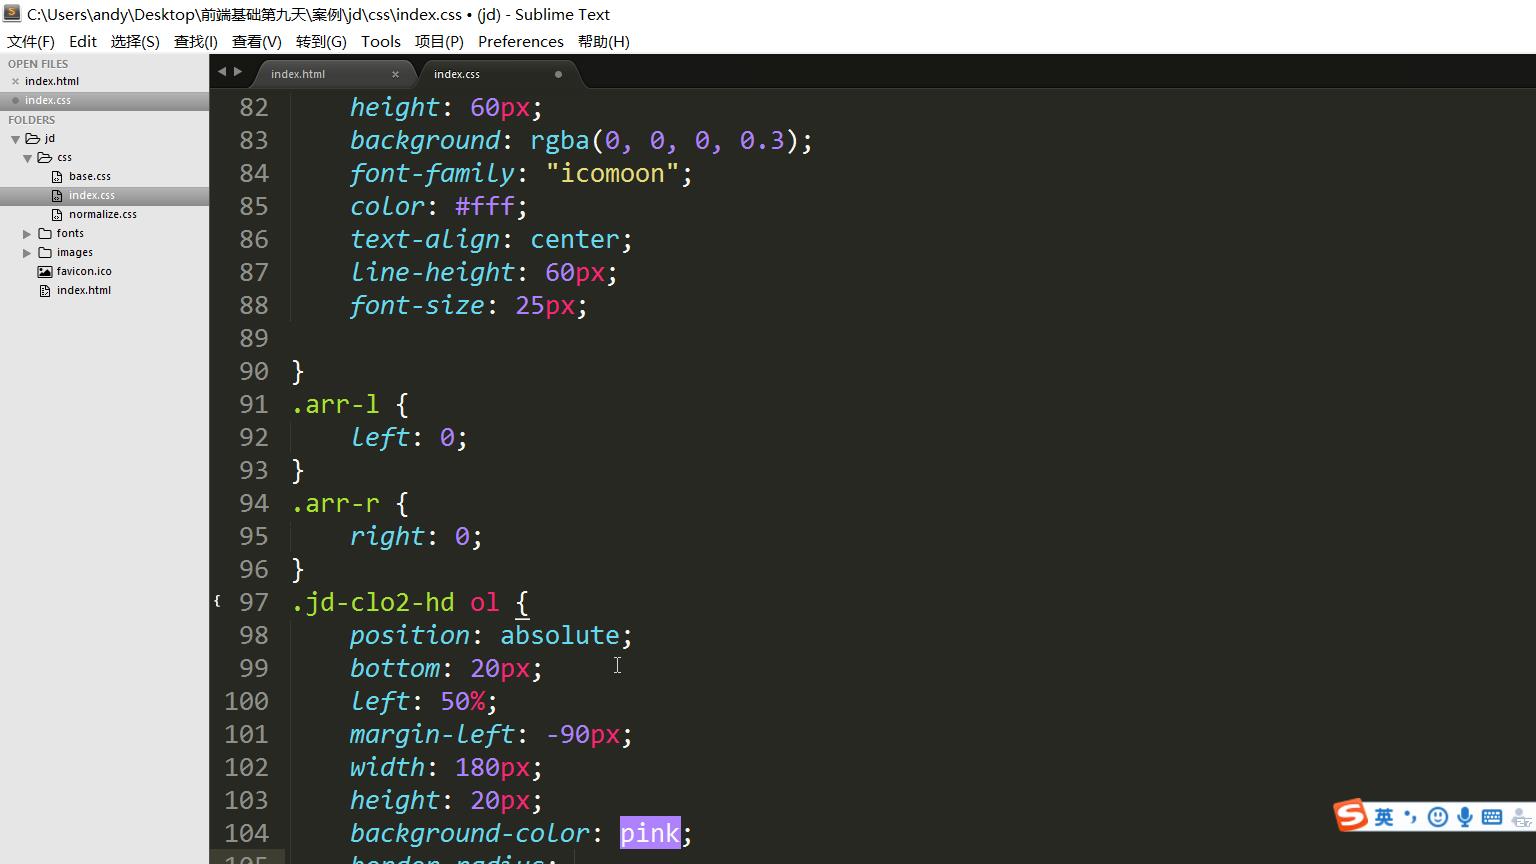 C:\Users\andy\Desktop\前端基础第九天\案例\jd\css\index.css • (jd) - Sublime Text
文件(F) Edit 选择(S) 查找(I) 查看(V) 转到(G) Tools 项目(P) Preferences 帮助(H)
OPEN FILES
index.html
index.css
FOLDERS
jd
css
base.css
index.css
normalize.css
fonts
images
favicon.ico
index.html
index.html index.css
82 height: 60px;
83 background: rgba(0, 0, 0, 0.3);
84 font-family: "icomoon";
85 color: #fff;
86 text-align: center;
87 line-height: 60px;
88 font-size: 25px;
89
90 }
91 .arr-l {
92 left: 0;
93 }
94 .arr-r {
95 right: 0;
96 }
{ 97 .jd-clo2-hd ol {
98 position: absolute;
99 bottom: 20px;
100 left: 50%;
101 margin-left: -90px;
102 width: 180px;
103 height: 20px;
104 background-color: pink;
105 border-radius:
英